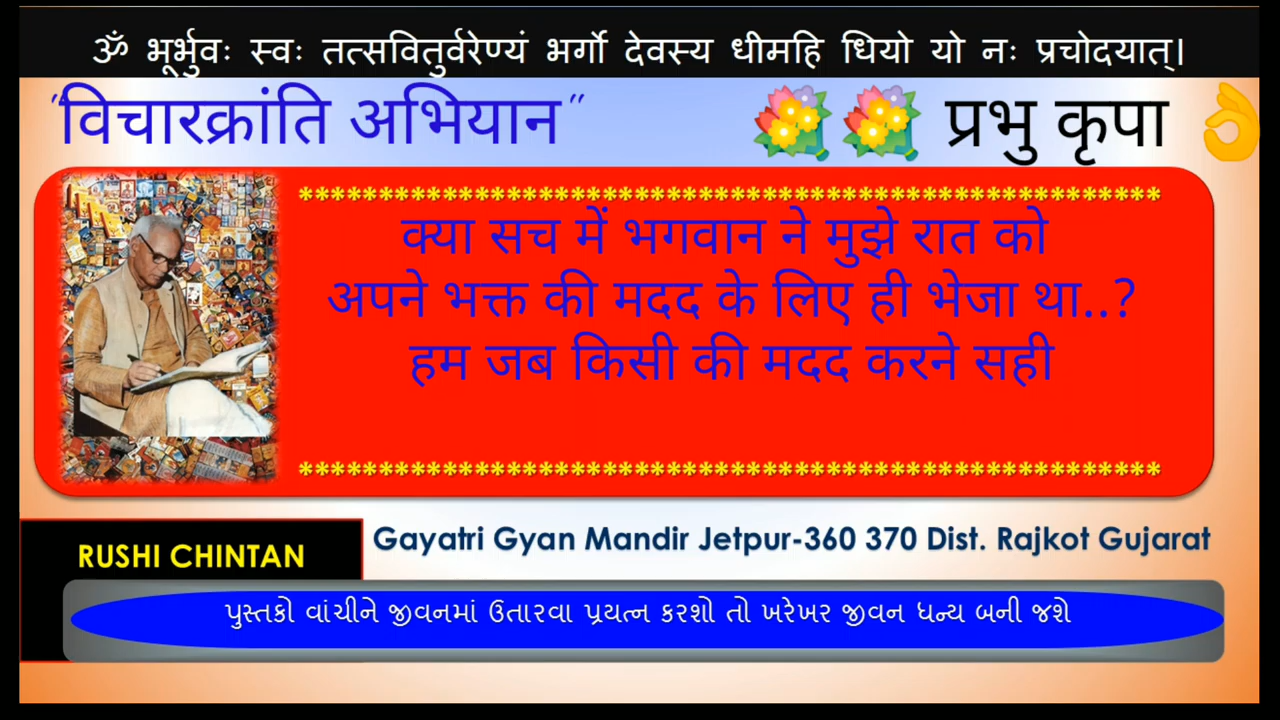 ॐ भूर्भुवः स्वः तत्सवितुर्वरेण्यं भर्गो देवस्य धीमहि धियो यो नः प्रचोदयात्।
"विचारक्रांति अभियान" 💐💐 प्रभु कृपा 👌
******************************************************
क्या सच में भगवान ने मुझे रात को
अपने भक्त की मदद के लिए ही भेजा था..?
हम जब किसी की मदद करने सही
******************************************************
Gayatri Gyan Mandir Jetpur-360 370 Dist. Rajkot Gujarat
RUSHI CHINTAN
પુસ્તકો વાંચીને જીવનમાં ઉતારવા પ્રયત્ન કરશો તો ખરેખર જીવન ધન્ય બની જશે